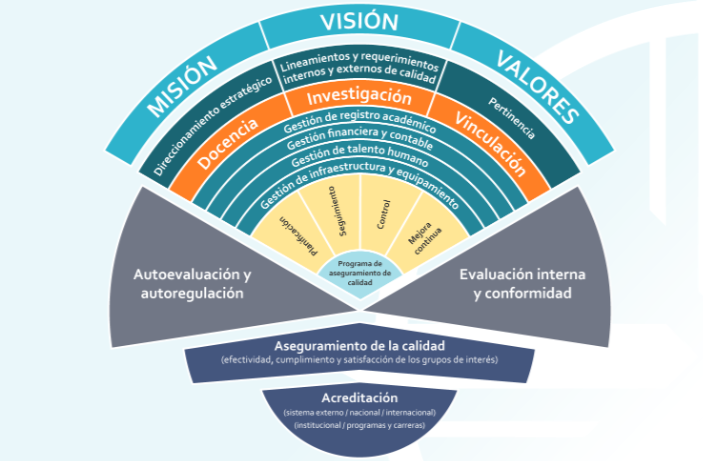 MISIÓN
VISIÓN
VALORES
Direccionamiento estratégico
Lineamientos y requerimientos
internos y externos de calidad
Pertinencia
Docencia
Investigación
Vinculación
Gestión de registro académico
Gestión financiera y contable
Gestión de talento humano
Gestión de infraestructura y equipamiento
Planificación
Seguimiento
Control
Mejora
continua
Programa de
aseguramiento de
calidad
Autoevaluación y
autoregulación
Evaluación interna
y conformidad
Aseguramiento de la calidad
(efectividad, cumplimiento y satisfacción de los grupos de interés)
Acreditación
(sistema externo / nacional / internacional)
(institucional / programas y carreras)